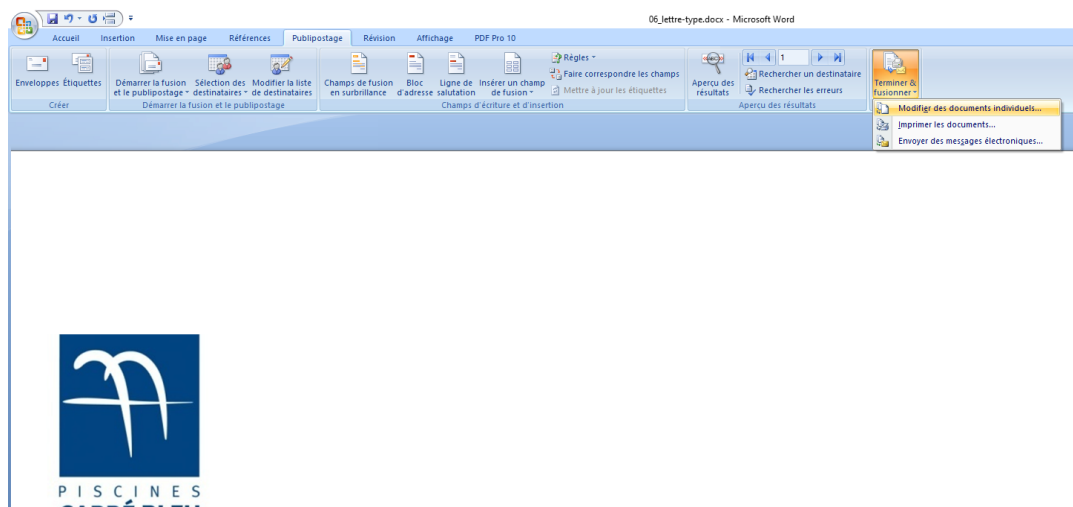 06_lettre-type.docx - Microsoft Word
Accueil Insertion Mise en page Références Publipostage Révision Affichage PDF Pro 10
Enveloppes Étiquettes
Créer
Démarrer la fusion
et le publipostage
Sélection des
destinataires
Modifier la liste
de destinataires
Démarrer la fusion et le publipostage
Champs de fusion
en surbrillance
Bloc
d'adresse
Ligne de
salutation
Insérer un champ
de fusion
Règles
Faire correspondre les champs
Mettre à jour les étiquettes
Champs d'écriture et d'insertion
Aperçu des
résultats
1
Rechercher un destinataire
Rechercher les erreurs
Aperçu des résultats
Terminer &
fusionner
Modifier des documents individuels...
Imprimer les documents...
Envoyer des messages électroniques...
PISCINES
CARRÉ BLEU